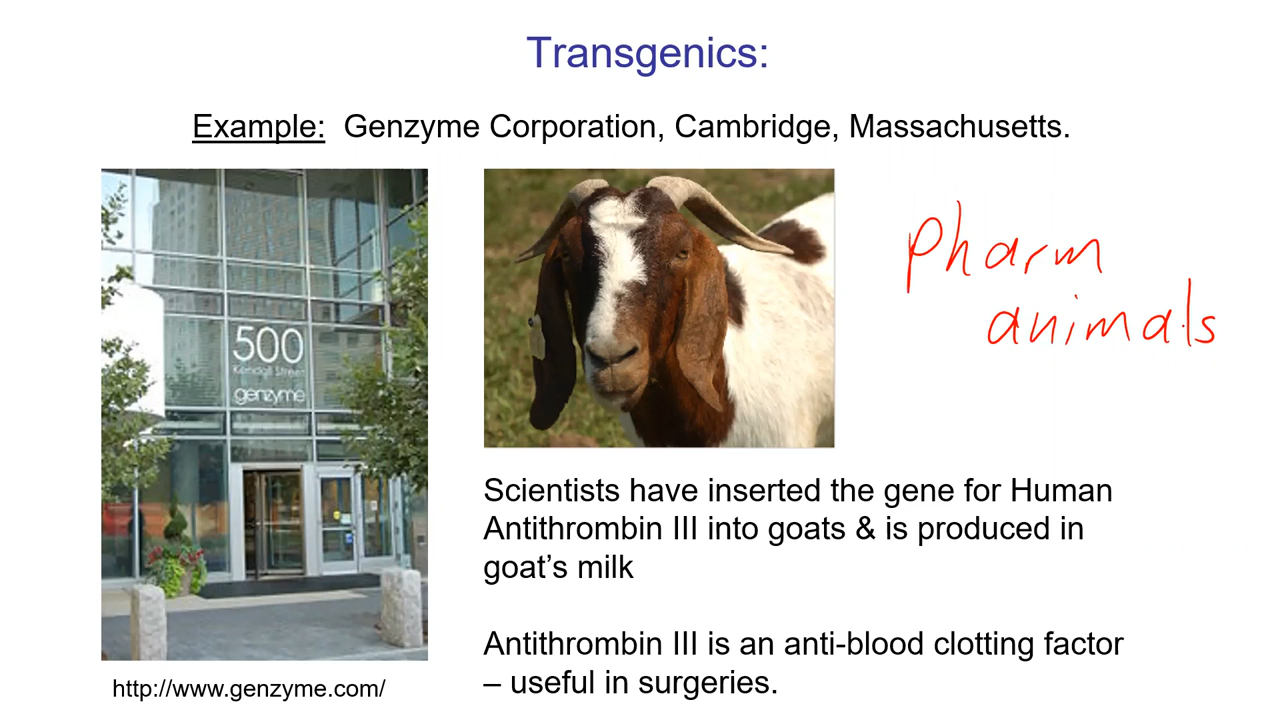 Transgenics:
Example: Genzyme Corporation, Cambridge, Massachusetts.
500
Kendall Street
genzyme
Pharm
animals
Scientists have inserted the gene for Human
Antithrombin III into goats & is produced in
goat’s milk
Antithrombin III is an anti-blood clotting factor
– useful in surgeries.
http://www.genzyme.com/